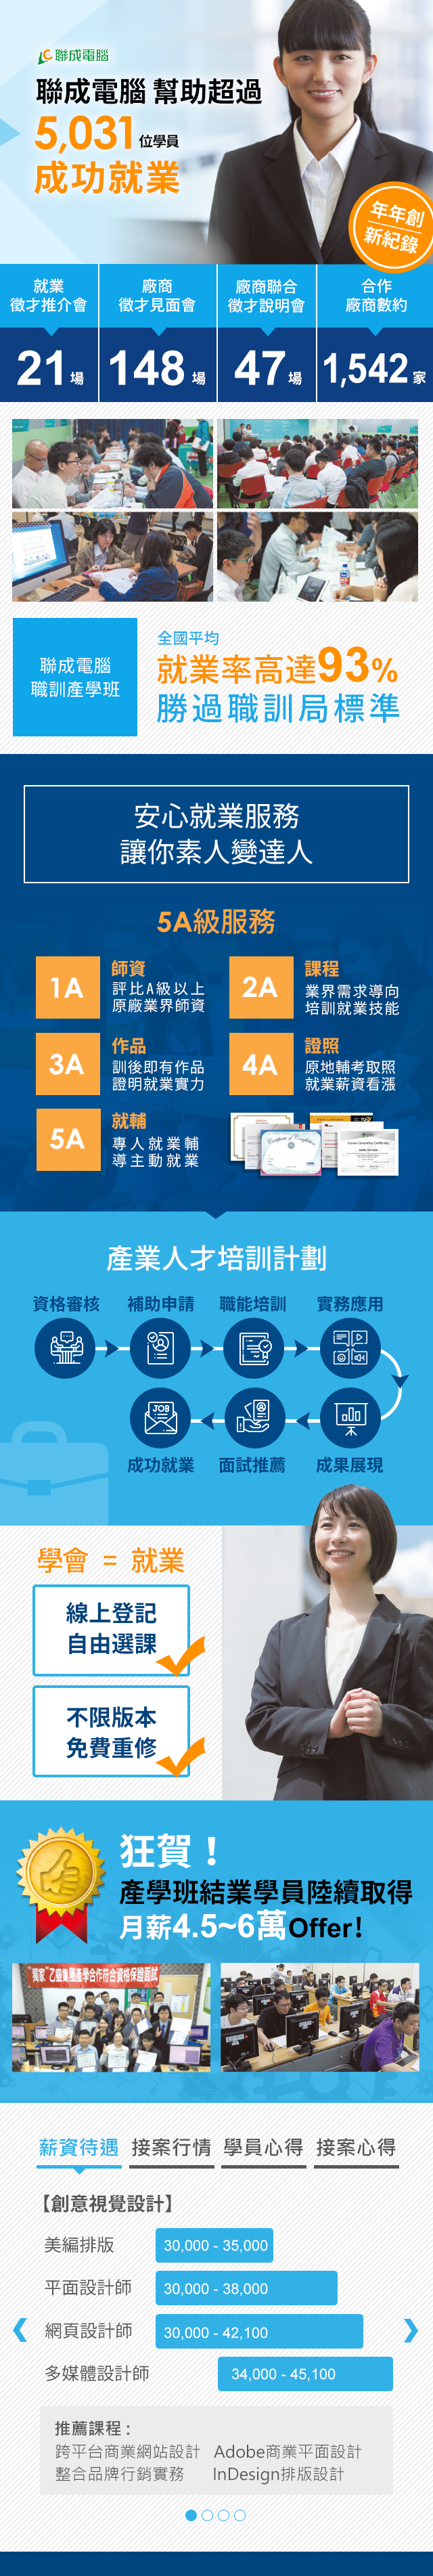 聯成電腦
聯成電腦 幫助超過
5,031位學員
成功就業
年年創
新紀錄
就業
徵才推介會
21場
廠商
徵才見面會
148場
廠商聯合
徵才說明會
47場
合作
廠商數約
1,542家
聯成電腦
職訓產學班
全國平均
就業率高達93%
勝過職訓局標準
安心就業服務
讓你素人變達人
5A級服務
1A
師資
評比A級以上
原廠業界師資
2A
課程
業界需求導向
培訓就業技能
3A
作品
訓後即有作品
證明就業實力
4A
證照
原地輔考取照
就業薪資看漲
5A
就輔
專人就業輔
導主動就業
產業人才培訓計劃
資格審核
補助申請
職能培訓
實務應用
JOB
成功就業
面試推薦
成果展現
學會 = 就業
線上登記
自由選課
不限版本
免費重修
狂賀！
產學班結業學員陸續取得
月薪4.5~6萬Offer!
薪資待遇 接案行情 學員心得 接案心得
【創意視覺設計】
美編排版 30,000 - 35,000
平面設計師 30,000 - 38,000
網頁設計師 30,000 - 42,100
多媒體設計師 34,000 - 45,100
推薦課程 :
跨平台商業網站設計 Adobe商業平面設計
整合品牌行銷實務 InDesign排版設計